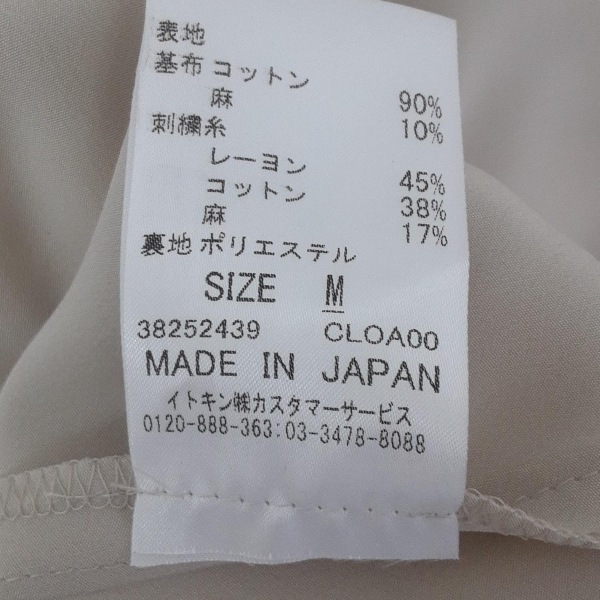 表地
基布 コットン 90%
麻 10%
刺繍糸
レーヨン 45%
コットン 38%
麻 17%
裏地 ポリエステル
SIZE M
38252439 CLOA00
MADE IN JAPAN
イトキン㈱カスタマーサービス
0120-888-363:03-3478-8088